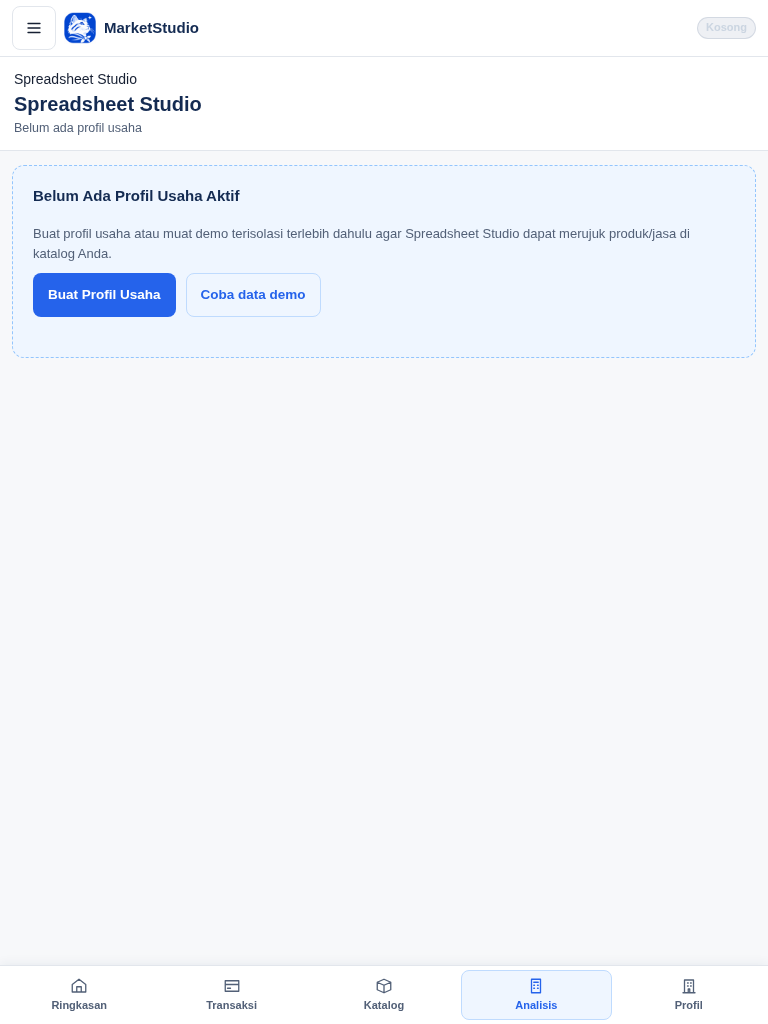 MarketStudio
Kosong
Spreadsheet Studio
Spreadsheet Studio
Belum ada profil usaha
Belum Ada Profil Usaha Aktif
Buat profil usaha atau muat demo terisolasi terlebih dahulu agar Spreadsheet Studio dapat merujuk produk/jasa di
katalog Anda.
Buat Profil Usaha
Coba data demo
Ringkasan
Transaksi
Katalog
Analisis
Profil